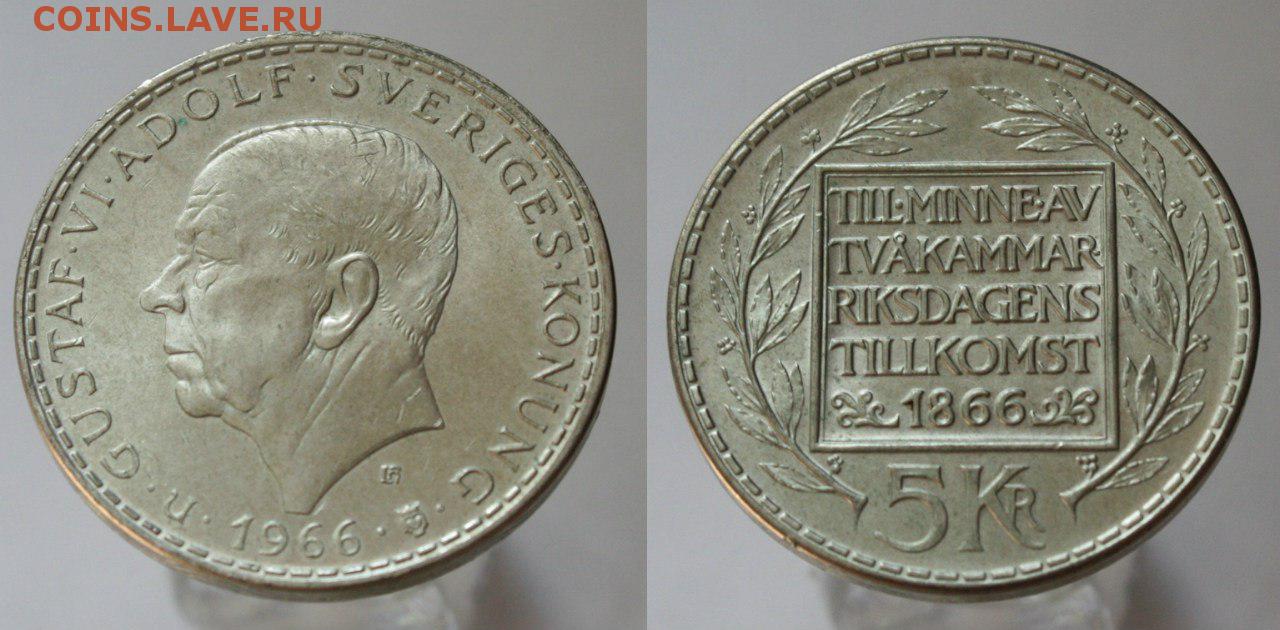 COINS.LAVE.RU
GUSTAF·VI·ADOLF·SVERIGES·KONUNG
u·1966·
TILL·MINNE·AV
TVÅKAMMAR
RIKSDAGENS
TILLKOMST
1866
5 KR